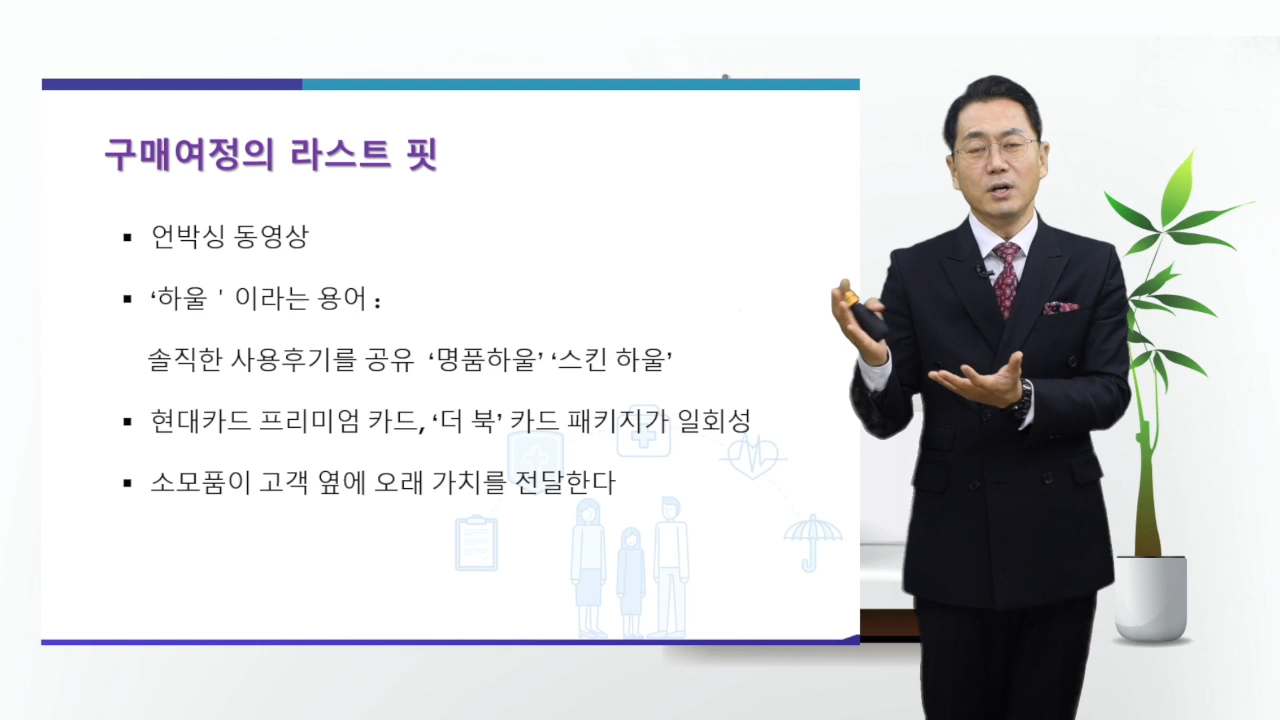 구매여정의 라스트 핏
▪ 언박싱 동영상
▪ ‘하울 ' 이라는 용어 :
솔직한 사용후기를 공유 ‘명품하울’ ‘스킨 하울’
▪ 현대카드 프리미엄 카드, ‘더 북’ 카드 패키지가 일회성
▪ 소모품이 고객 옆에 오래 가치를 전달한다